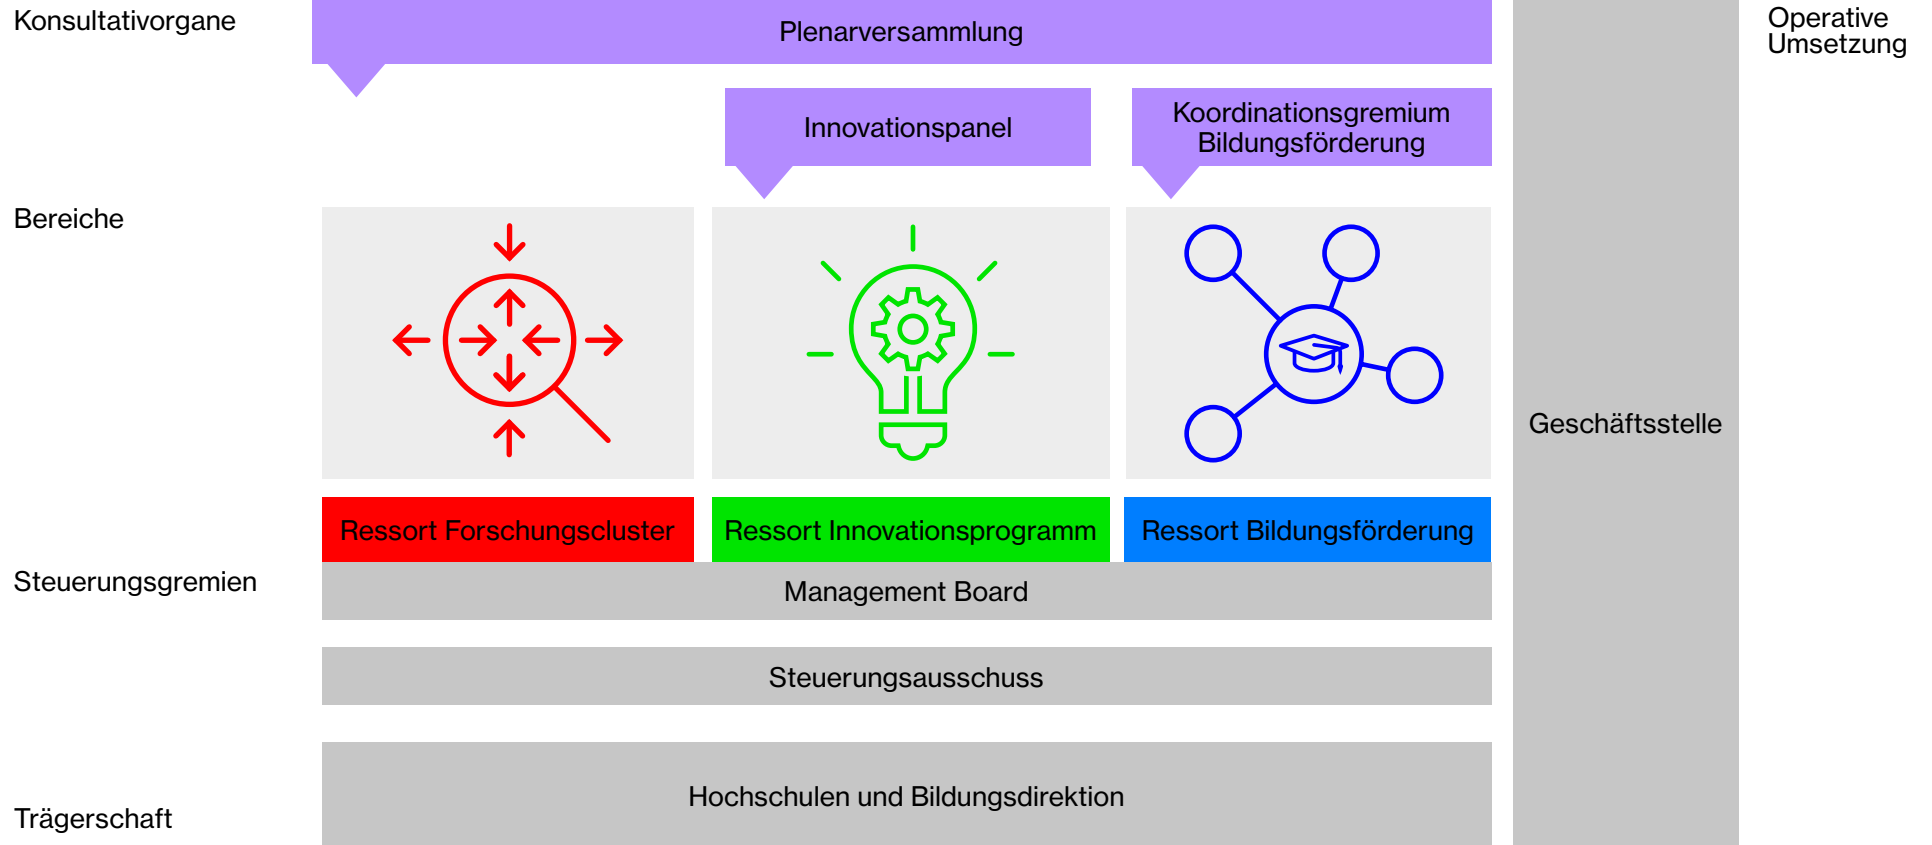 Konsultativorgane
Plenarversammlung
Operative
Umsetzung
Innovationspanel
Koordinationsgremium
Bildungsförderung
Bereiche
Geschäftsstelle
Ressort Forschungscluster
Ressort Innovationsprogramm
Ressort Bildungsförderung
Steuerungsgremien
Management Board
Steuerungsausschuss
Hochschulen und Bildungsdirektion
Trägerschaft